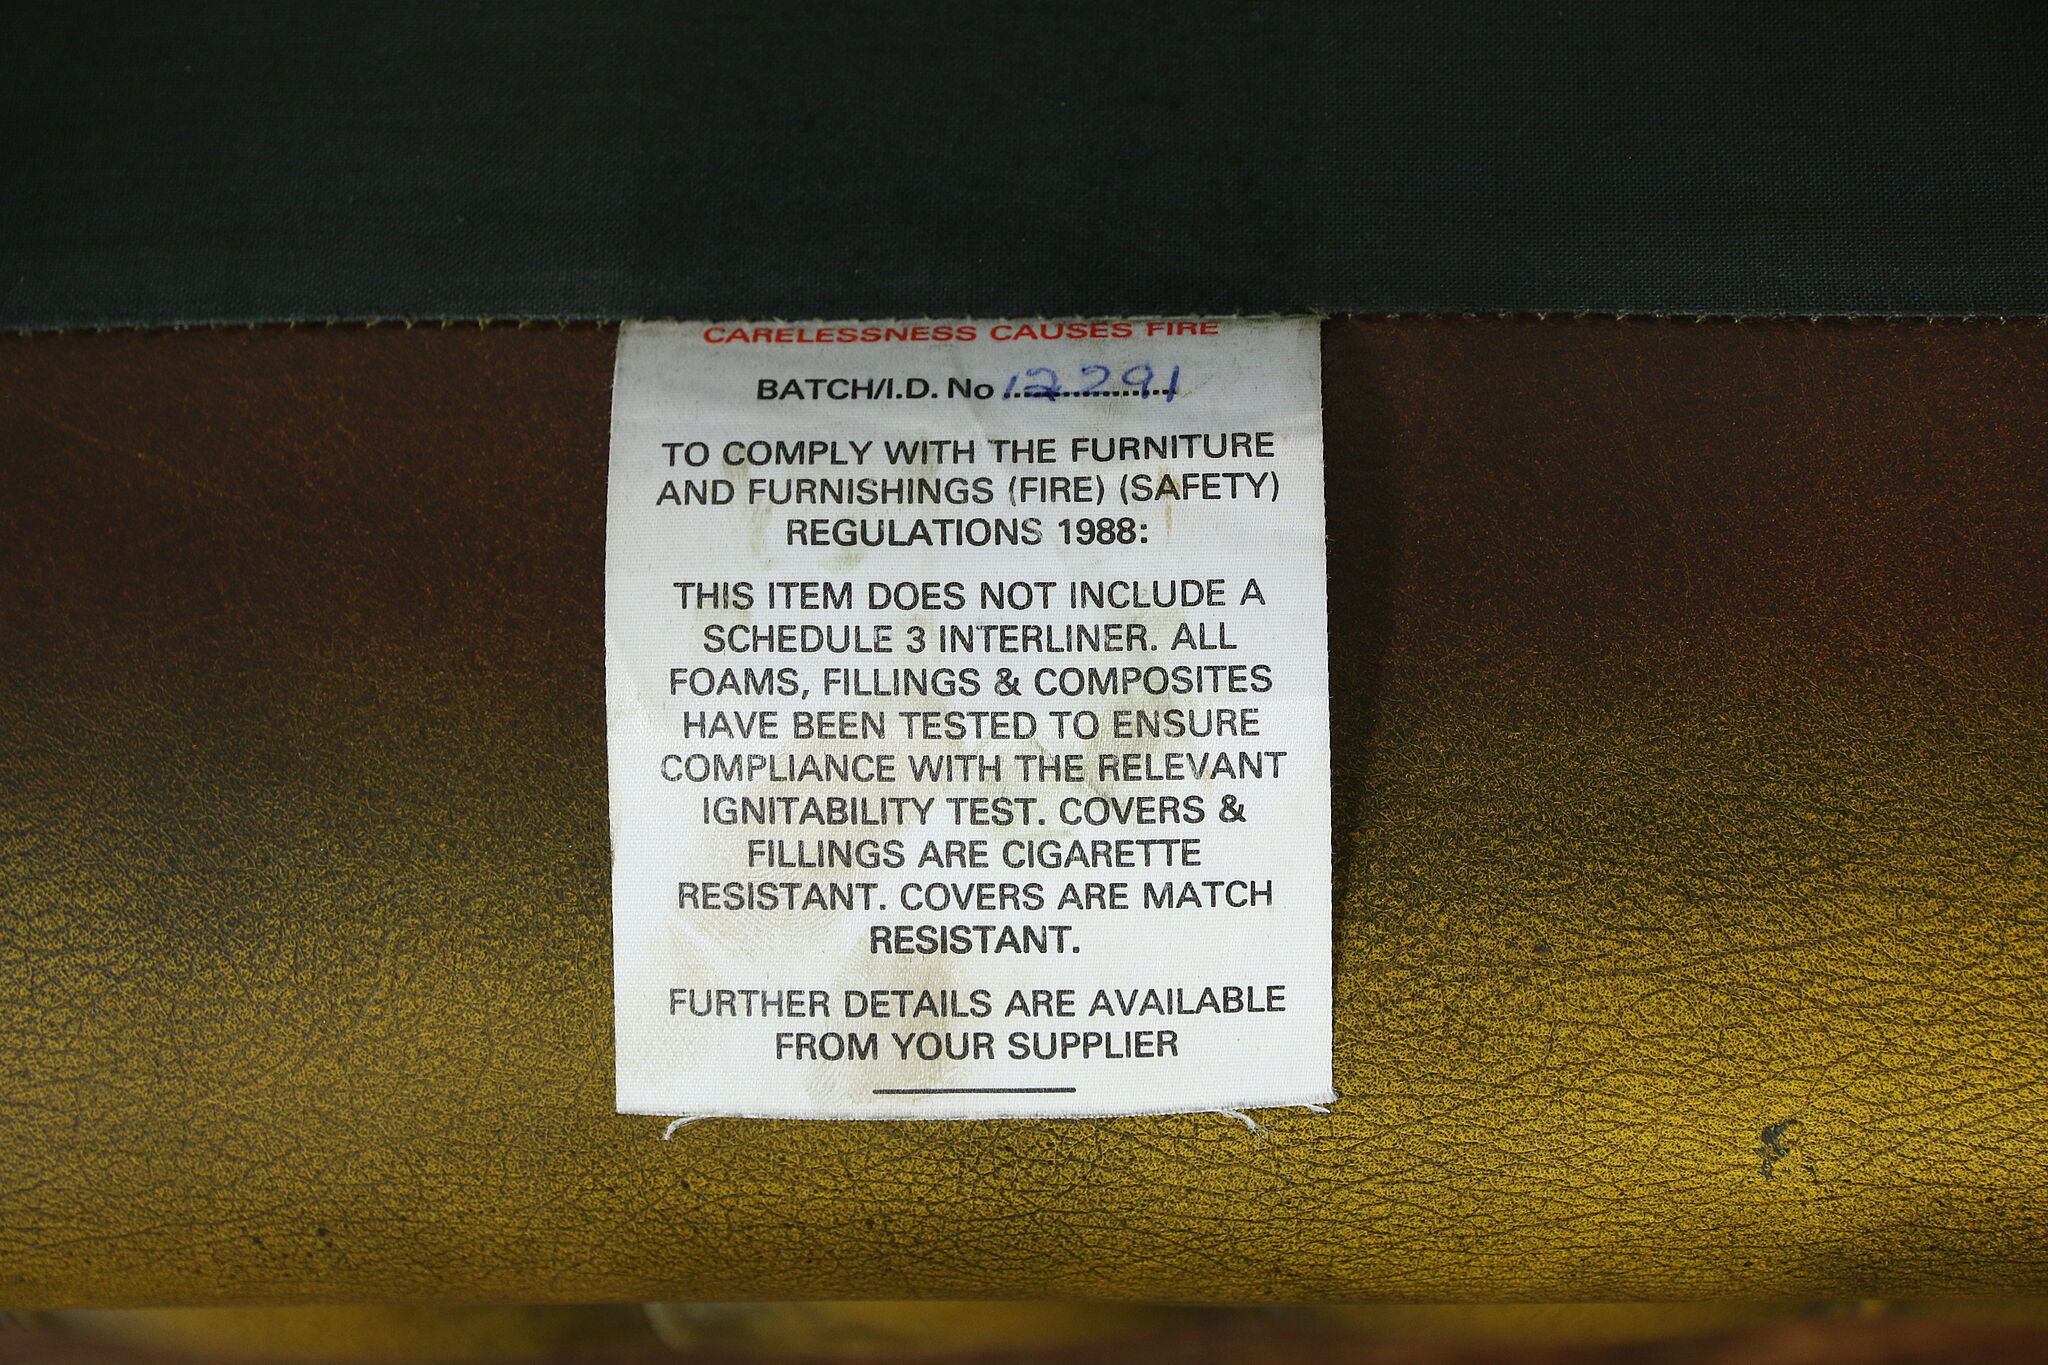 CARELESSNESS CAUSES FIRE
BATCH/I.D. No 12291
TO COMPLY WITH THE FURNITURE
AND FURNISHINGS (FIRE) (SAFETY)
REGULATIONS 1988:
THIS ITEM DOES NOT INCLUDE A
SCHEDULE 3 INTERLINER. ALL
FOAMS, FILLINGS & COMPOSITES
HAVE BEEN TESTED TO ENSURE
COMPLIANCE WITH THE RELEVANT
IGNITABILITY TEST. COVERS &
FILLINGS ARE CIGARETTE
RESISTANT. COVERS ARE MATCH
RESISTANT.
FURTHER DETAILS ARE AVAILABLE
FROM YOUR SUPPLIER